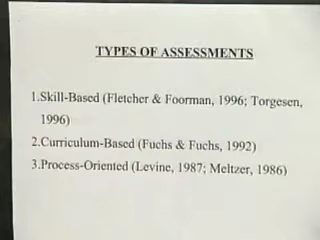 TYPES OF ASSESSMENTS
1.Skill-Based (Fletcher & Foorman, 1996; Torgesen,
1996)
2.Curriculum-Based (Fuchs & Fuchs, 1992)
3.Process-Oriented (Levine, 1987; Meltzer, 1986)